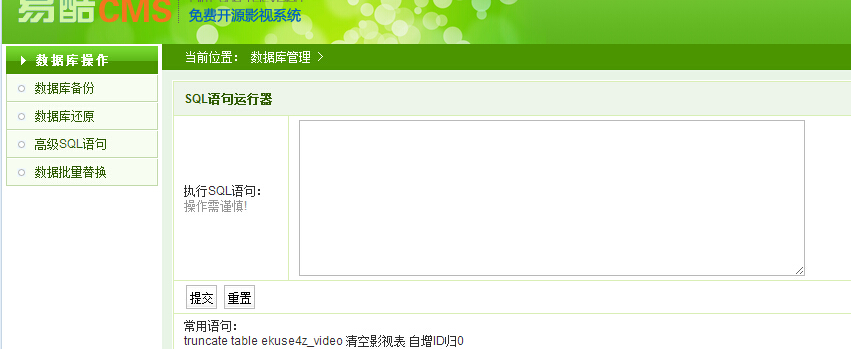 易酷CMS
免费开源影视系统
数据库操作
当前位置： 数据库管理 >
数据库备份
数据库还原
高级SQL语句
数据批量替换
SQL语句运行器
执行SQL语句：
操作需谨慎!
提交 重置
常用语句：
truncate table ekuse4z_video 清空影视表 自增ID归0